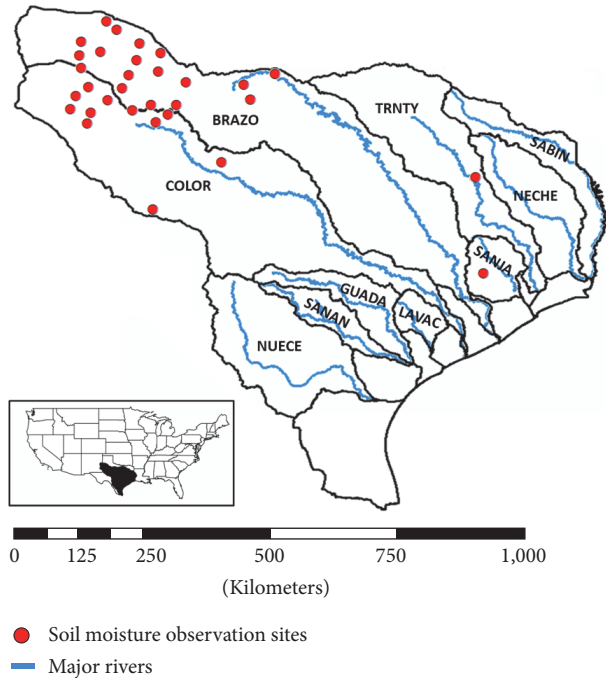 BRAZO
TRNTY
SABIN
COLOR
NECHE
SANJA
GUADA
SANAN
LAVAC
NUECE
0 125 250 500 750 1,000
(Kilometers)
Soil moisture observation sites
Major rivers